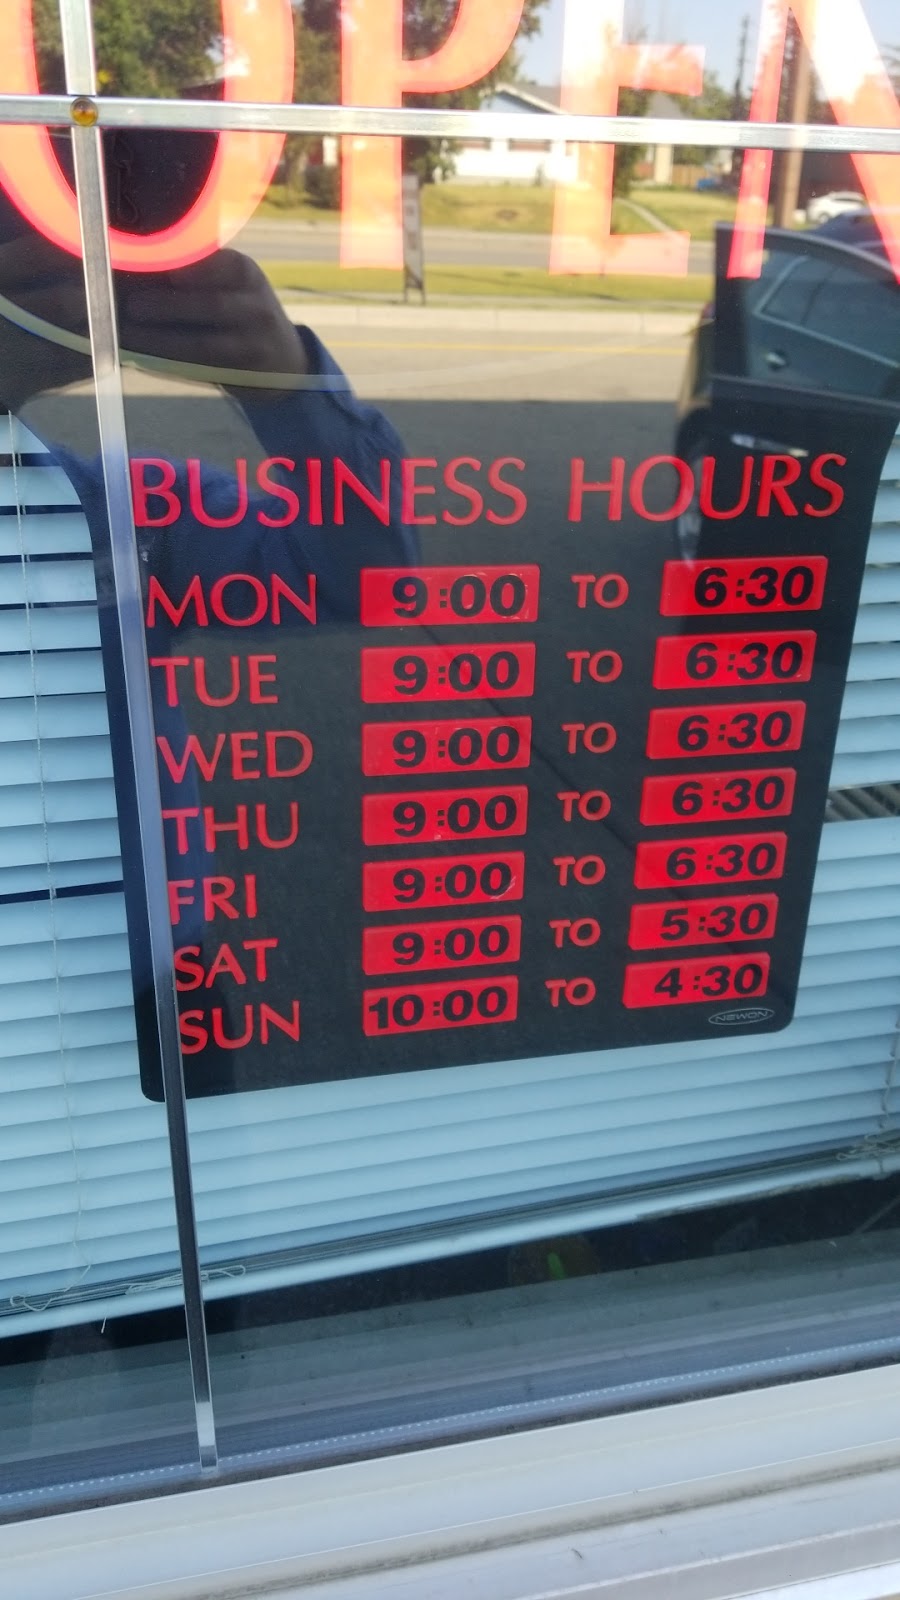 OPEN
BUSINESS HOURS
MON 9:00 TO 6:30
TUE 9:00 TO 6:30
WED 9:00 TO 6:30
THU 9:00 TO 6:30
FRI 9:00 TO 6:30
SAT 9:00 TO 5:30
SUN 10:00 TO 4:30
NEWON